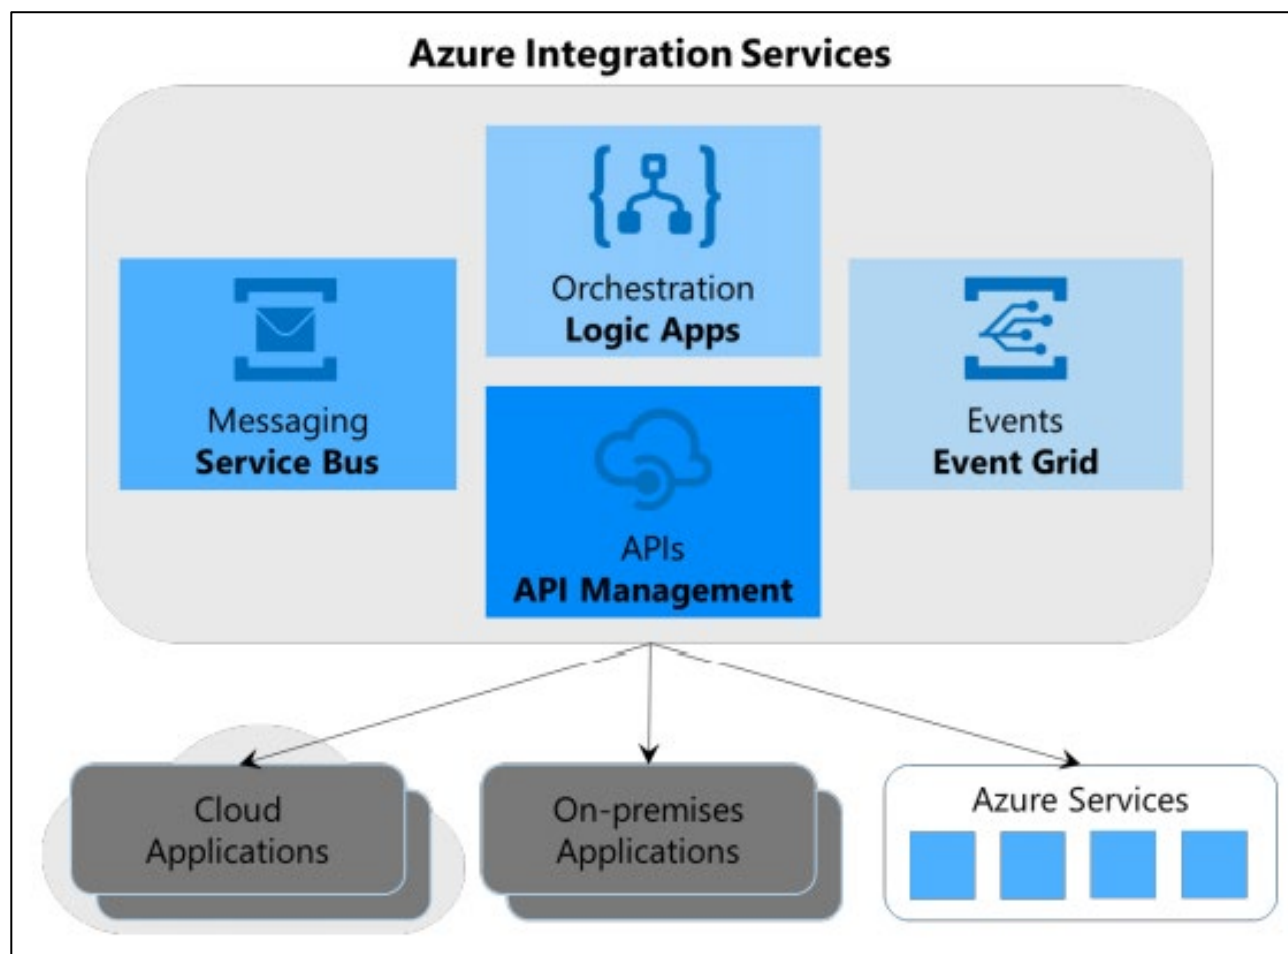 Azure Integration Services
Orchestration
Logic Apps
Messaging
Service Bus
Events
Event Grid
APIs
API Management
Cloud
Applications
On-premises
Applications
Azure Services